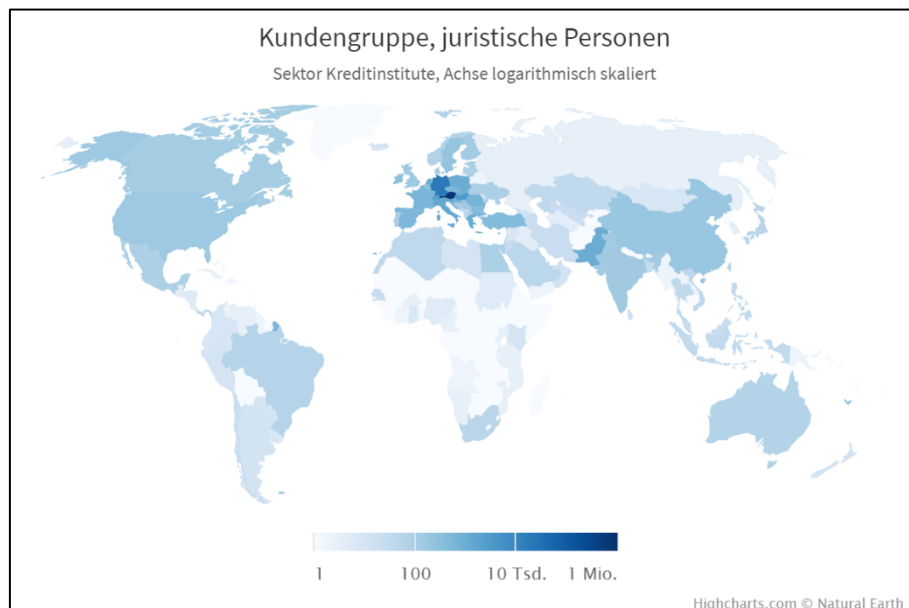 Kundengruppe, juristische Personen
Sektor Kreditinstitute, Achse logarithmisch skaliert
1 100 10 Tsd. 1 Mio.
Highcharts.com © Natural Earth